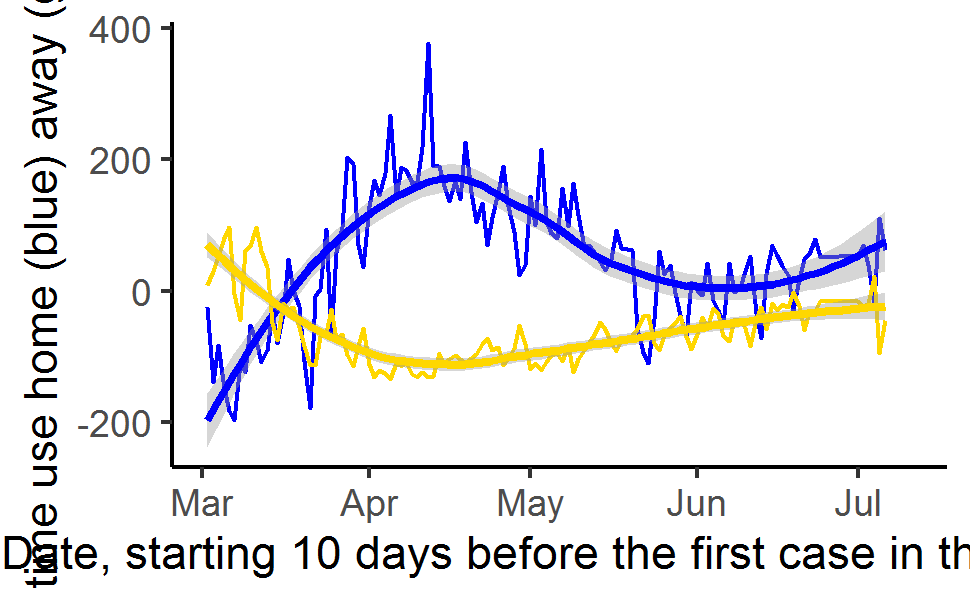 time use home (blue) away (
400
200
0
-200
Mar Apr May Jun Jul
Date, starting 10 days before the first case in th